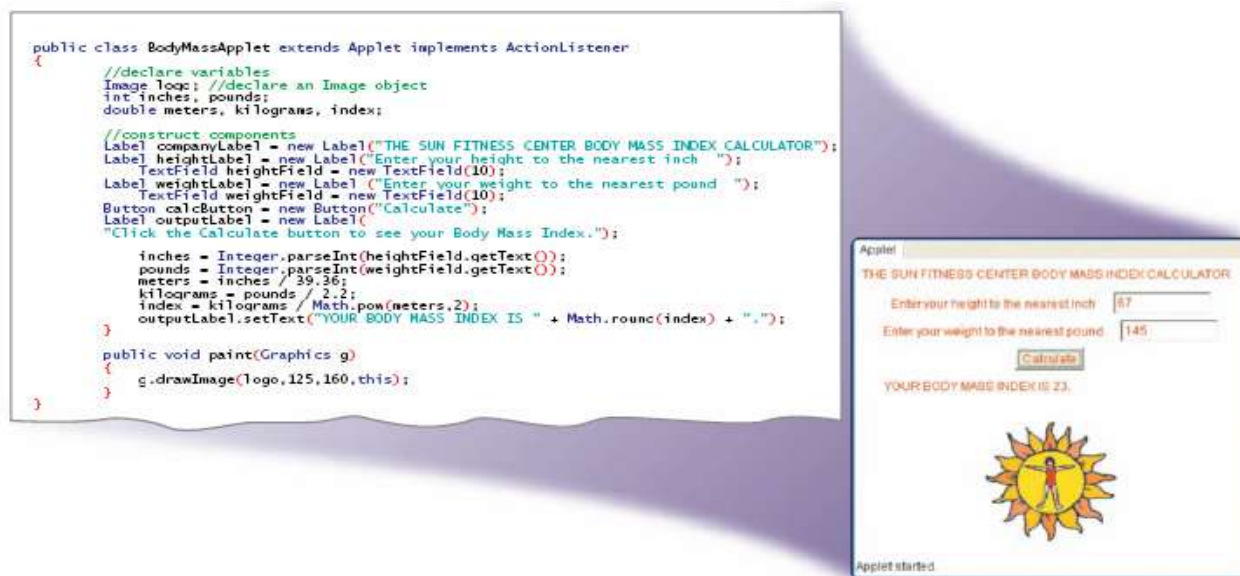 public class BodyMassApplet extends Applet implements ActionListener
{
//declare variables
Image logo; //declare an Image object
int inches, pounds;
double meters, kilograms, index;
//construct components
Label companyLabel = new Label("THE SUN FITNESS CENTER BODY MASS INDEX CALCULATOR");
Label heightLabel = new Label("Enter your height to the nearest inch  ");
TextField heightField = new TextField(10);
Label weightLabel = new Label ("Enter your weight to the nearest pound  ");
TextField weightField = new TextField(10);
Button calcButton = new Button("Calculate");
Label outputLabel = new Label(
"Click the Calculate button to see your Body Mass Index.");
inches = Integer.parseInt(heightField.getText());
pounds = Integer.parseInt(weightField.getText());
meters = inches / 39.36;
kilograms = pounds / 2.2;
index = kilograms / Math.pow(meters,2);
outputLabel.setText("YOUR BODY MASS INDEX IS " + Math.round(index) + ".");
}
public void paint(Graphics g)
{
g.drawImage(logo,125,160,this);
}
}
Applet
THE SUN FITNESS CENTER BODY MASS INDEX CALCULATOR
Enter your height to the nearest inch 67
Enter your weight to the nearest pound 145
Calculate
YOUR BODY MASS INDEX IS 23.
Applet started.